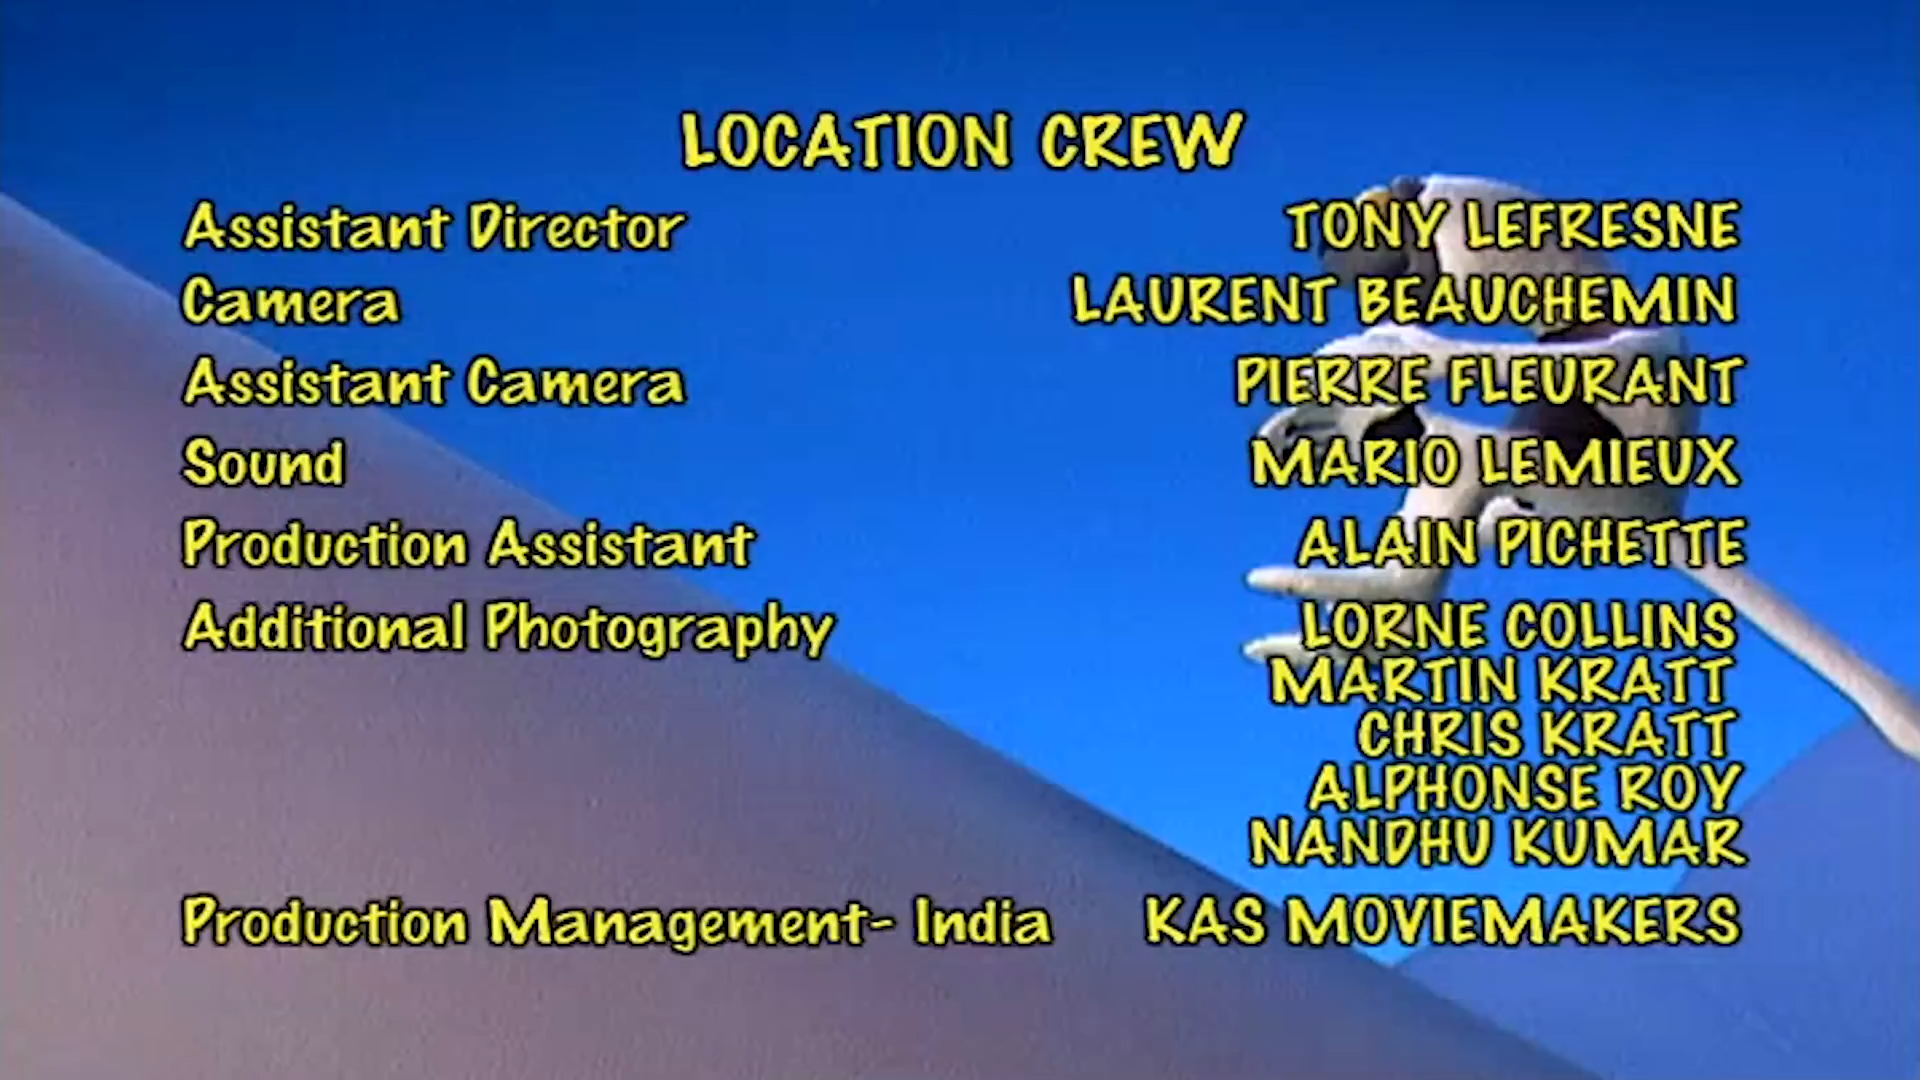 LOCATION CREW
Assistant Director TONY LEFRESNE
Camera LAURENT BEAUCHEMIN
Assistant Camera PIERRE FLEURANT
Sound MARIO LEMIEUX
Production Assistant ALAIN PICHETTE
Additional Photography LORNE COLLINS
MARTIN KRATT
CHRIS KRATT
ALPHONSE ROY
NANDHU KUMAR
Production Management- India KAS MOVIEMAKERS